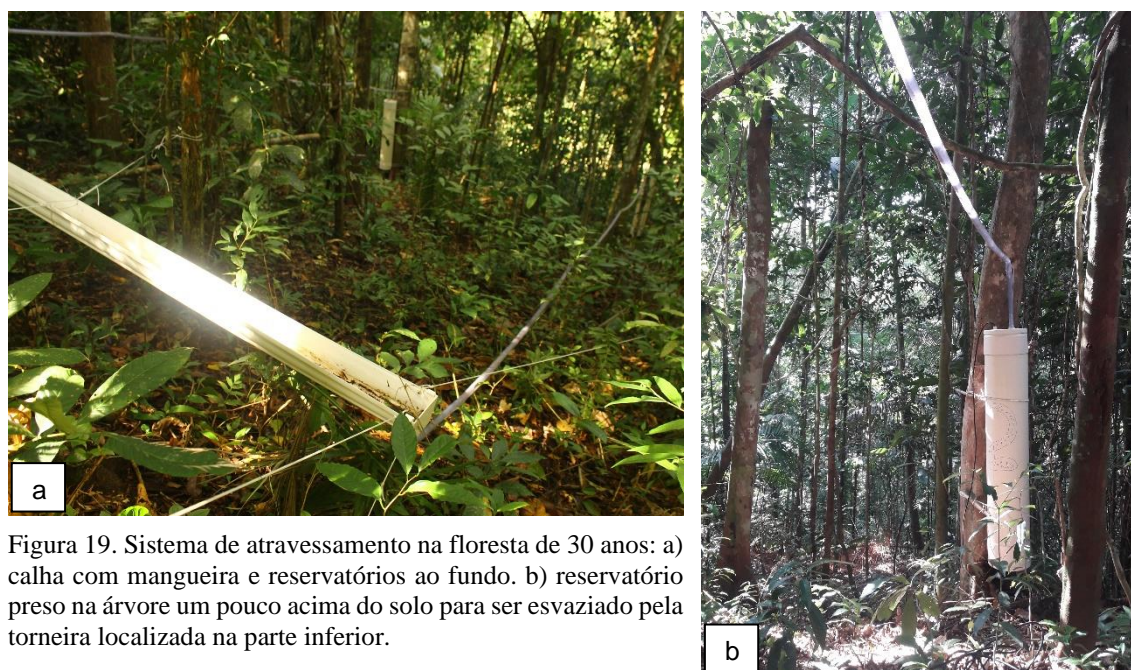 a
Figura 19. Sistema de atravessamento na floresta de 30 anos: a)
calha com mangueira e reservatórios ao fundo. b) reservatório
preso na árvore um pouco acima do solo para ser esvaziado pela
torneira localizada na parte inferior.
b